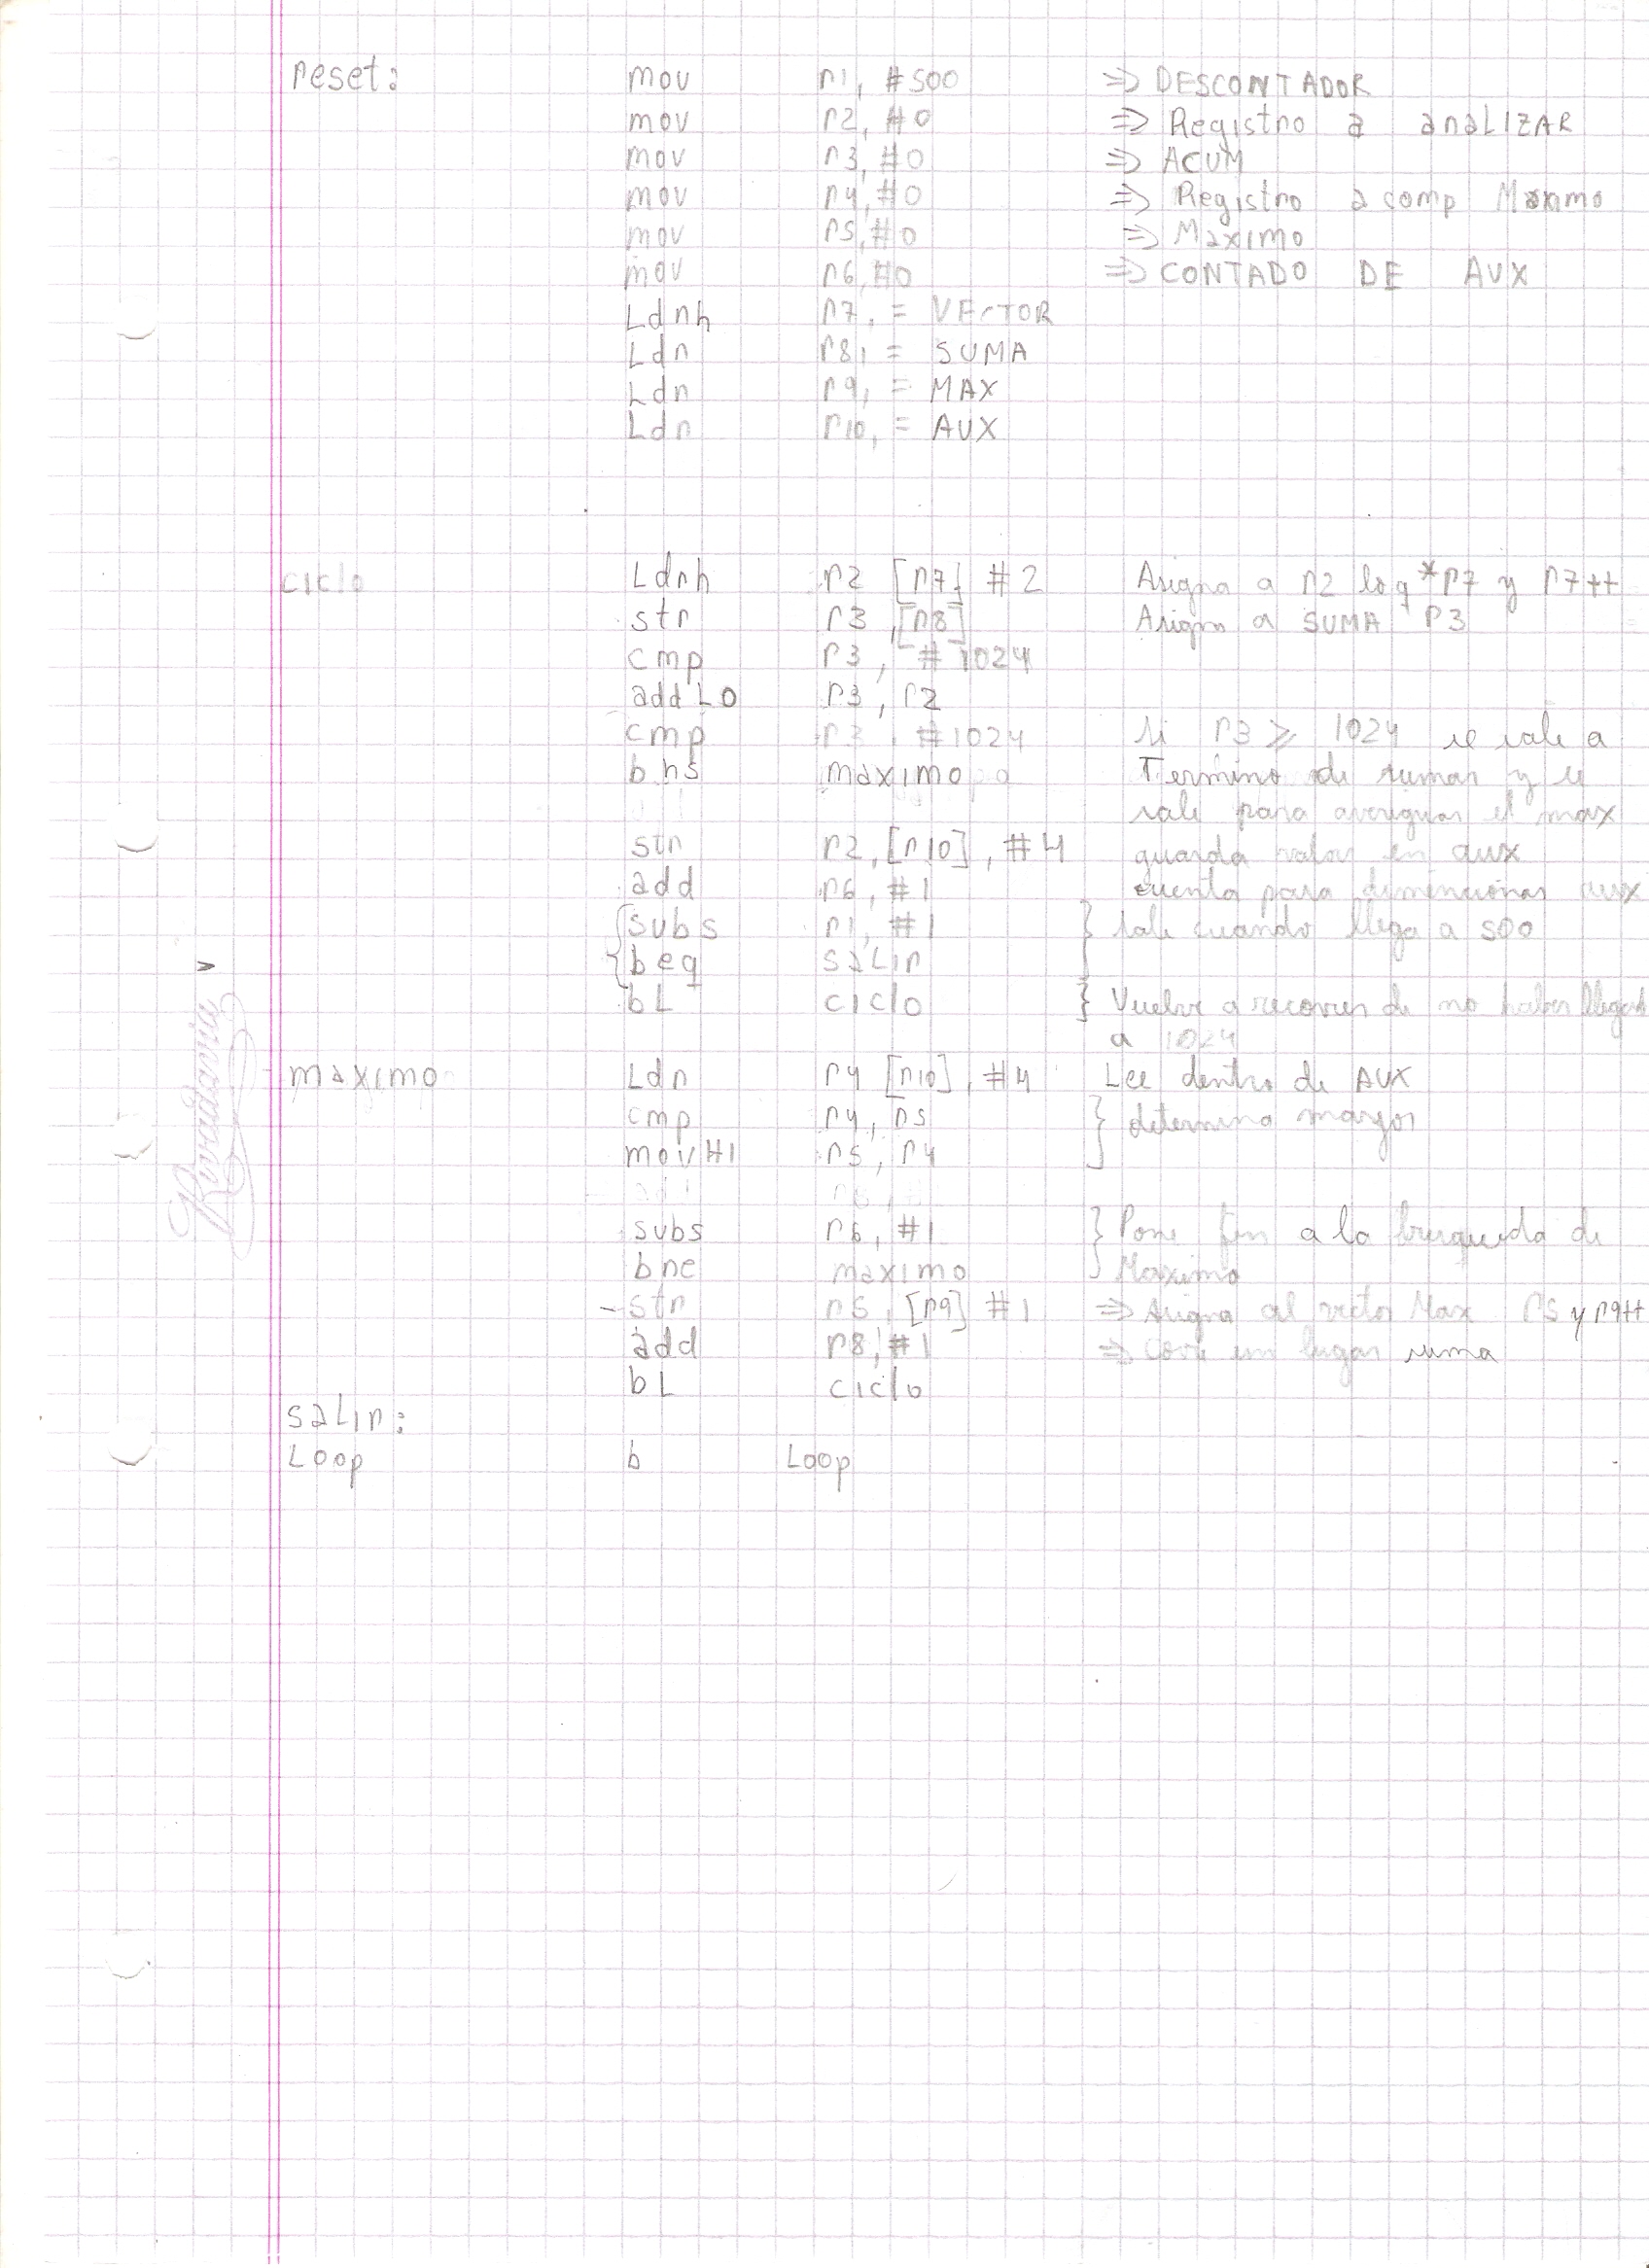 reset: mov r1, #500 => DESCONTADOR
mov r2, #0 => Registro a analIZAR
mov r3, #0 => ACUM
mov r4, #0 => Registro a comp Maximo
mov r5, #0 => Maximo
mov r6, #0 => CONTADO DE AUX
Ldrh r7, = VECTOR
Ldr r8, = SUMA
Ldr r9, = MAX
Ldr r10, = AUX
ciclo Ldrh r2 [r7] #2 Asigna a r2 log *r7 y r7++
str r3, [r8] Asigna a SUMA r3
cmp r3, #1024
addLO r3, r2
cmp r3, #1024 si r3 ≥ 1024 se sale a
bhs maximo Termino de sumar y se
sale para averiguar el max
str r2, [r10], #4 guarda valor en aux
add r6, #1 cuenta para dimencionar aux
{ subs r1, #1 } sale cuando llega a 500
{ beq saLir
bL ciclo } Vuelve a recorrer de no haber llegado
a 1024
maximo Ldr r4 [r10], #4 Lee dentro de AUX
cmp r4, r5 } determina mayor
movHI r5, r4
subs r6, #1 } Pone fin a la busqueda de
bne maximo Maximo
- str r5, [r9] #1 => Asigna al vector Max r5 y r9++
add r8, #1 => Corre un lugar suma
bL ciclo
saLir:
Loop b Loop
Rivadavia